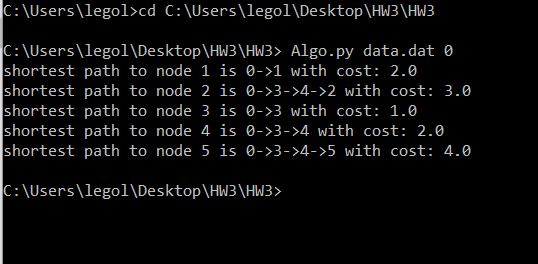 C:\Users\legol>cd C:\Users\legol\Desktop\HW3\HW3
C:\Users\legol\Desktop\HW3\HW3> Algo.py data.dat 0
shortest path to node 1 is 0->1 with cost: 2.0
shortest path to node 2 is 0->3->4->2 with cost: 3.0
shortest path to node 3 is 0->3 with cost: 1.0
shortest path to node 4 is 0->3->4 with cost: 2.0
shortest path to node 5 is 0->3->4->5 with cost: 4.0
C:\Users\legol\Desktop\HW3\HW3>